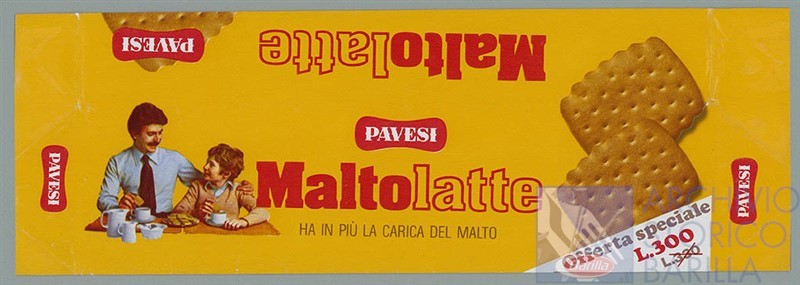 PAVESI
Maltolatte
PAVESI
PAVESI
Maltolatte
HA IN PIÙ LA CARICA DEL MALTO
PAVESI
Offerta speciale
L.300
L.330
ARCHIVIO
STORICO
BARILLA
Barilla